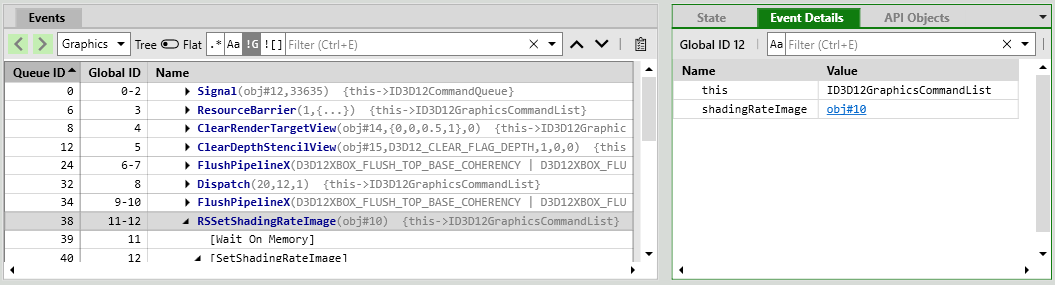 Events
Graphics Tree Flat .* Aa !G ![] Filter (Ctrl+E)
Queue ID Global ID Name
0 0-2 Signal(obj#12,33635) {this->ID3D12CommandQueue}
6 3 ResourceBarrier(1,{...}) {this->ID3D12GraphicsCommandList}
8 4 ClearRenderTargetView(obj#14,{0,0,0.5,1},0) {this->ID3D12Graphic
12 5 ClearDepthStencilView(obj#15,D3D12_CLEAR_FLAG_DEPTH,1,0,0) {this
24 6-7 FlushPipelineX(D3D12XBOX_FLUSH_TOP_BASE_COHERENCY | D3D12XBOX_FLU
32 8 Dispatch(20,12,1) {this->ID3D12GraphicsCommandList}
34 9-10 FlushPipelineX(D3D12XBOX_FLUSH_TOP_BASE_COHERENCY | D3D12XBOX_FLU
38 11-12 RSSetShadingRateImage(obj#10) {this->ID3D12GraphicsCommandList}
39 11 [Wait On Memory]
40 12 [SetShadingRateImage]
State Event Details API Objects
Global ID 12 Aa Filter (Ctrl+E)
Name Value
this ID3D12GraphicsCommandList
shadingRateImage obj#10